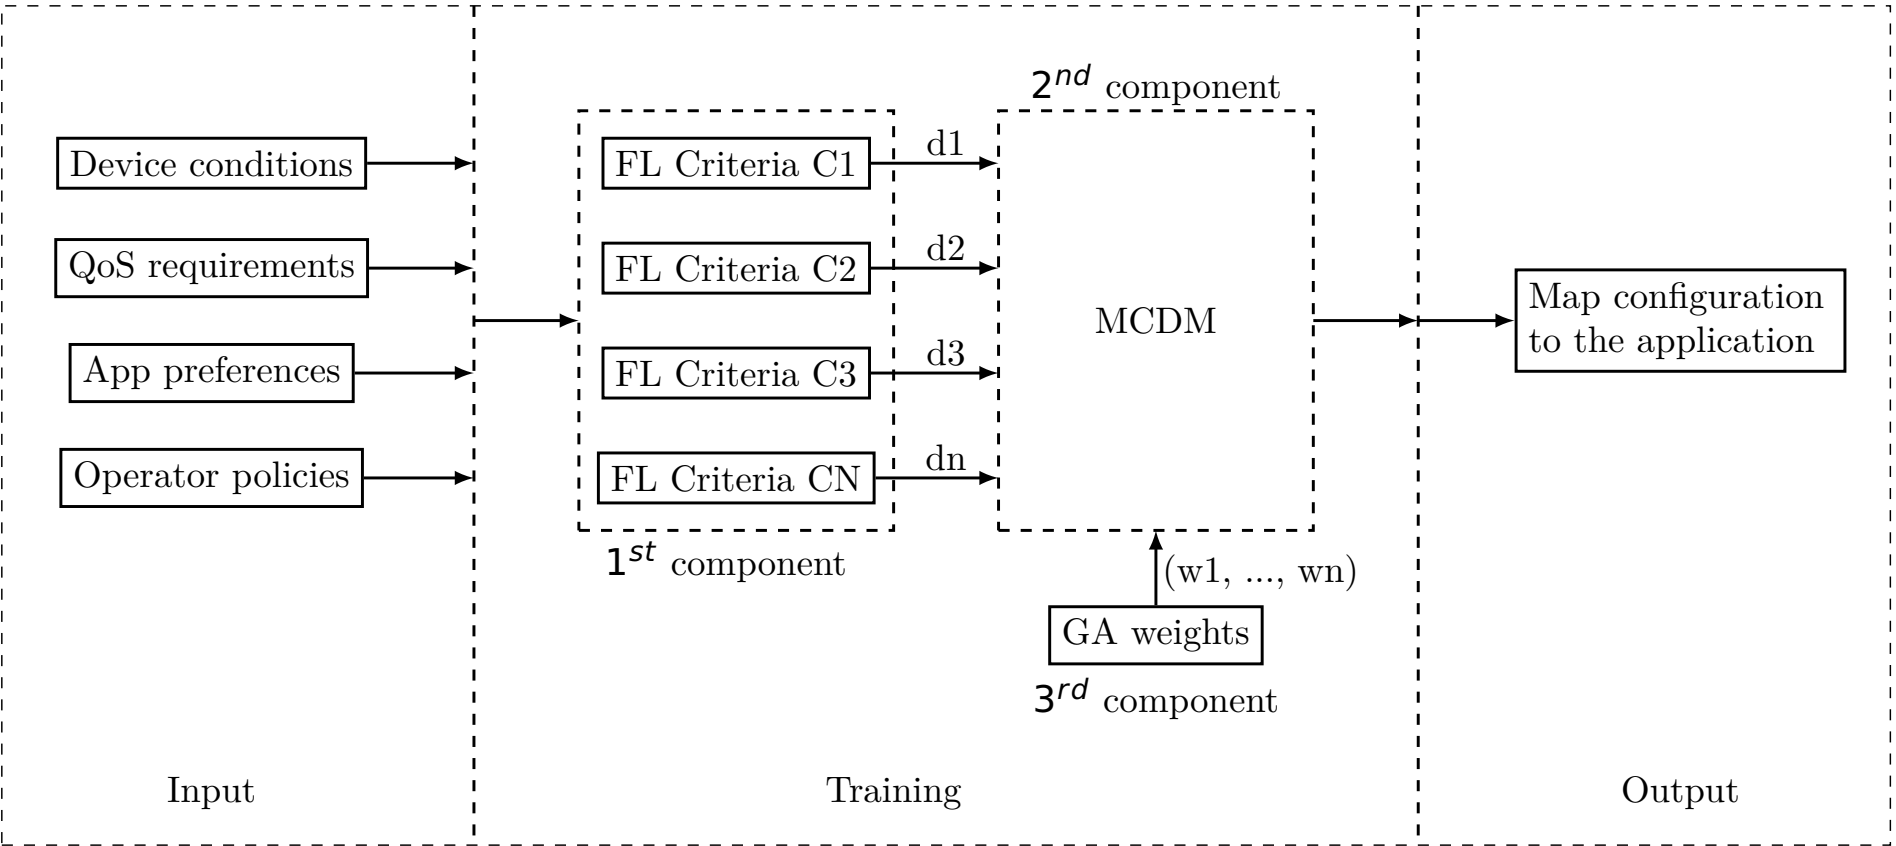 Device conditions
QoS requirements
App preferences
Operator policies
Input
FL Criteria C1
FL Criteria C2
FL Criteria C3
FL Criteria CN
1st component
d1
d2
d3
dn
2nd component
MCDM
(w1, ..., wn)
GA weights
3rd component
Training
Map configuration
to the application
Output